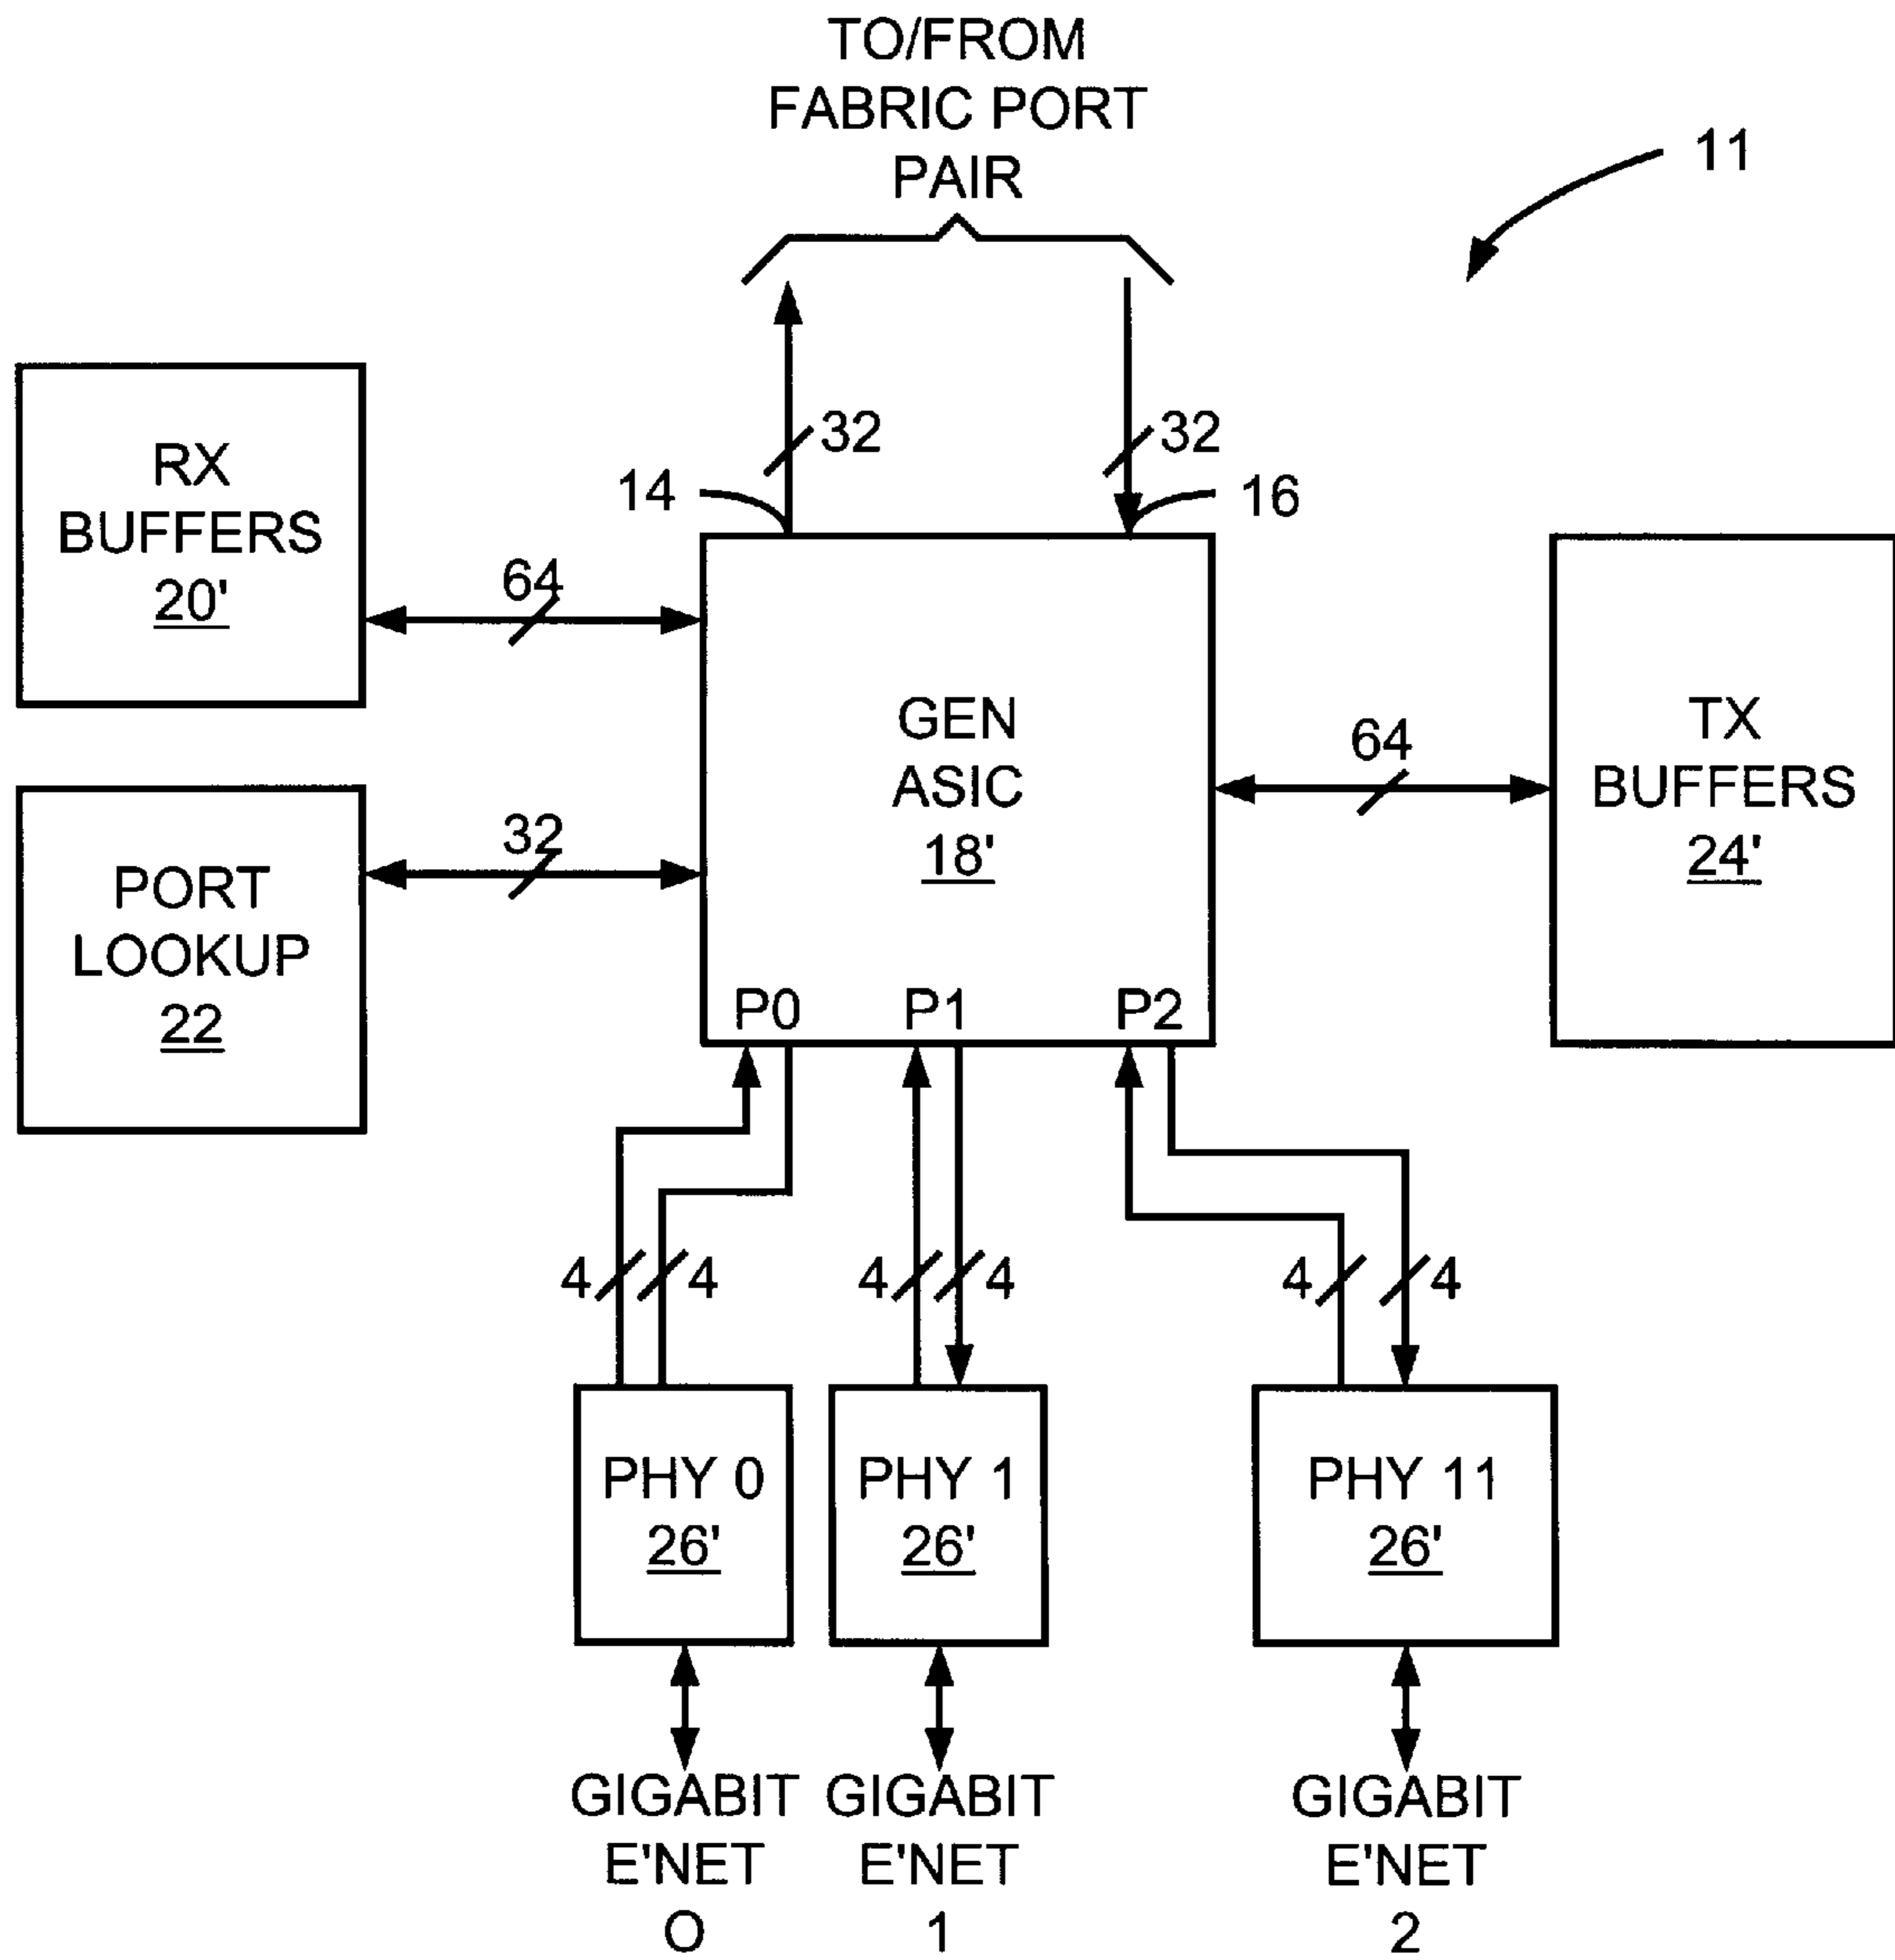 TO/FROM
FABRIC PORT
PAIR
11
32
32
14
16
RX
BUFFERS
20'
64
GEN
ASIC
18'
64
TX
BUFFERS
24'
PORT
LOOKUP
22
32
P0
P1
P2
4
4
4
4
4
4
PHY 0
26'
PHY 1
26'
PHY 11
26'
GIGABIT
E'NET
O
GIGABIT
E'NET
1
GIGABIT
E'NET
2